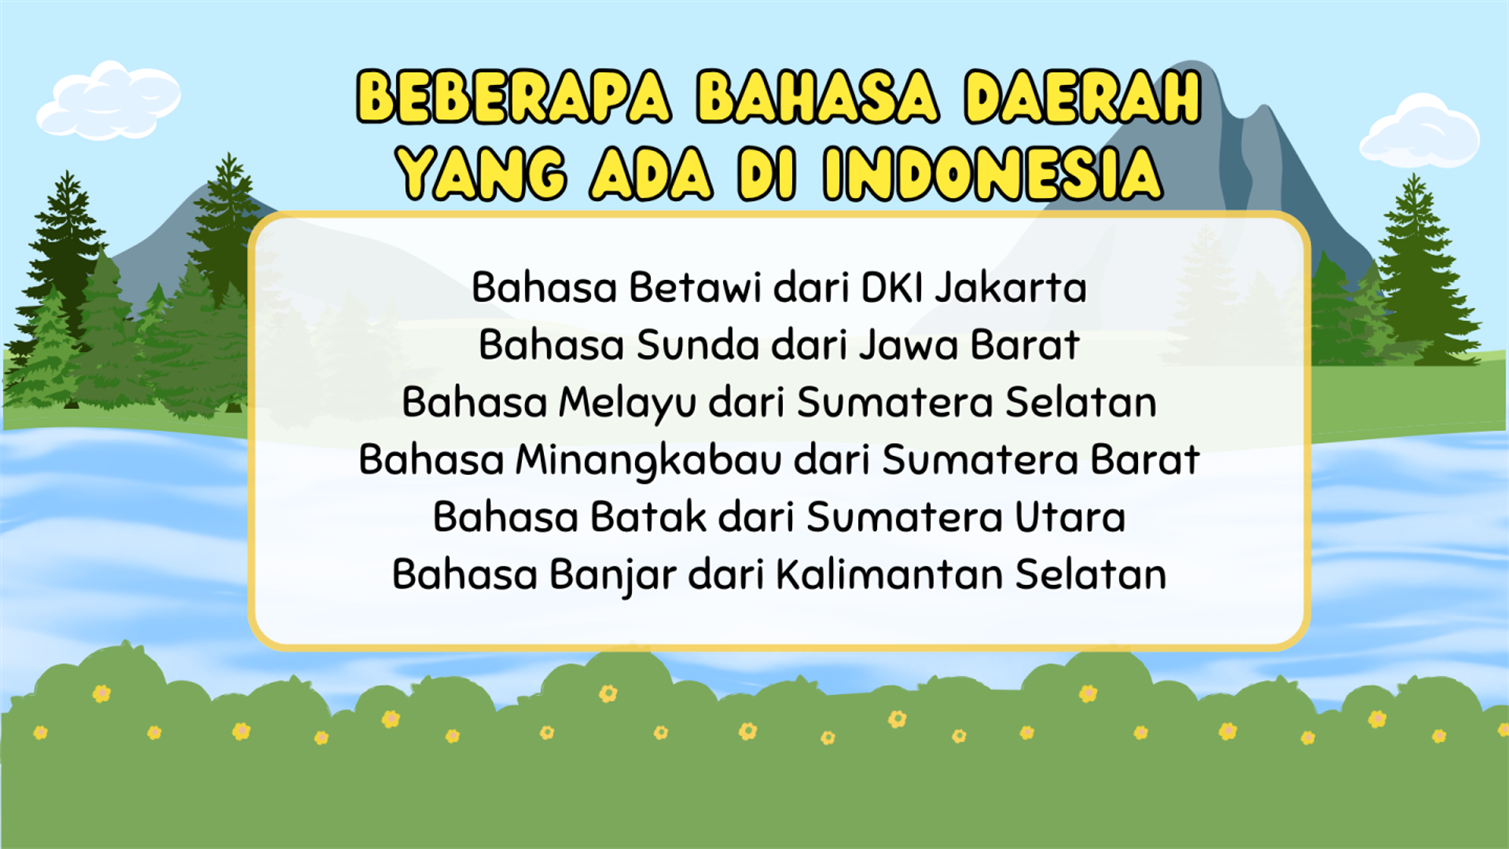 BEBERAPA BAHASA DAERAH
YANG ADA DI INDONESIA
Bahasa Betawi dari DKI Jakarta
Bahasa Sunda dari Jawa Barat
Bahasa Melayu dari Sumatera Selatan
Bahasa Minangkabau dari Sumatera Barat
Bahasa Batak dari Sumatera Utara
Bahasa Banjar dari Kalimantan Selatan